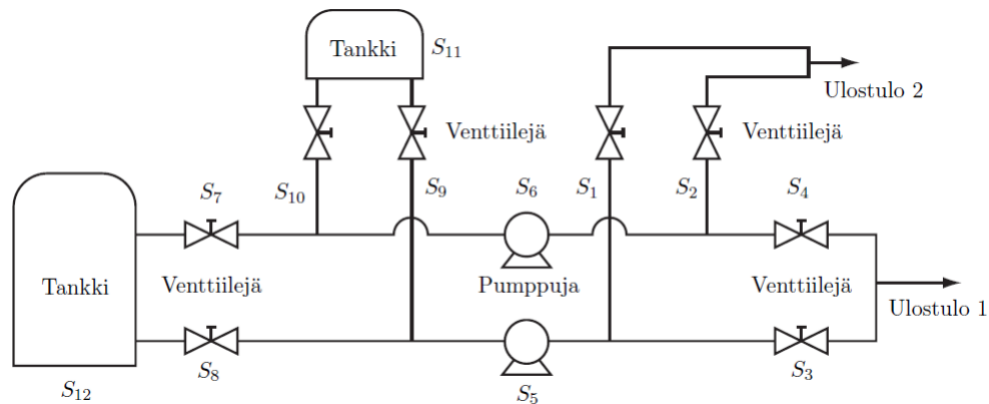 Tankki
S₁₁
Ulostulo 2
Venttiilejä
Venttiilejä
S₇
S₁₀
S₉
S₆
S₁
S₂
S₄
Tankki
Venttiilejä
Pumppuja
Venttiilejä
Ulostulo 1
S₁₂
S₈
S₅
S₃